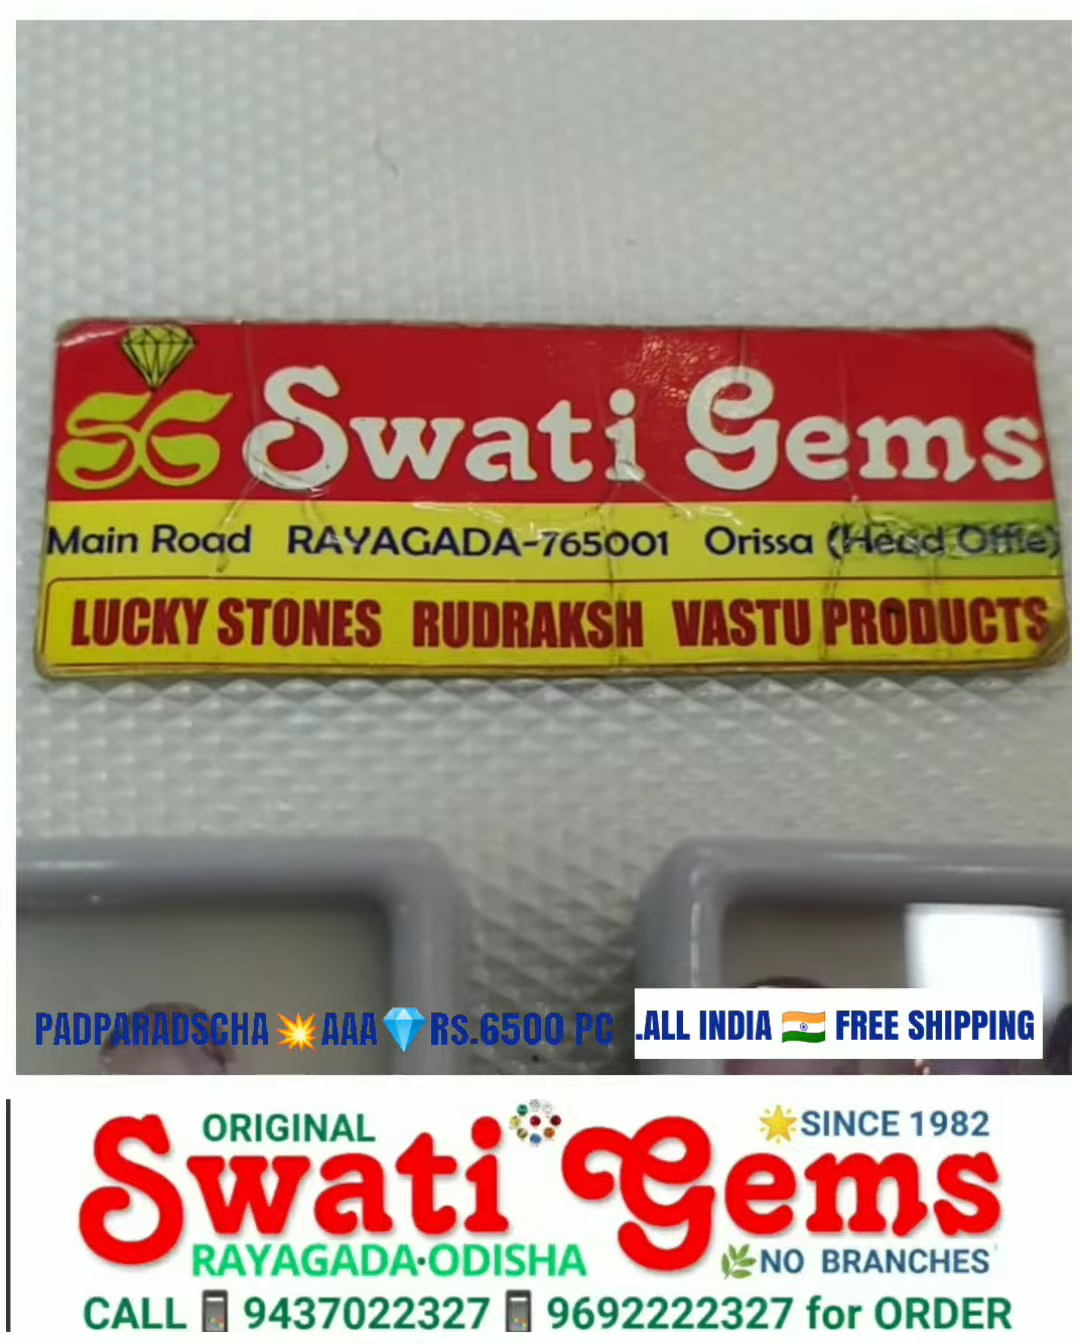 SG Swati Gems
Main Road RAYAGADA-765001 Orissa (Head Offie)
LUCKY STONES RUDRAKSH VASTU PRODUCTS
PADPARADSCHA 💥 AAA 💎 RS.6500 PC .ALL INDIA 🇮🇳 FREE SHIPPING
ORIGINAL 🌟SINCE 1982
Swati Gems
RAYAGADA•ODISHA 🌿NO BRANCHES
CALL 📱 9437022327 📱 9692222327 for ORDER